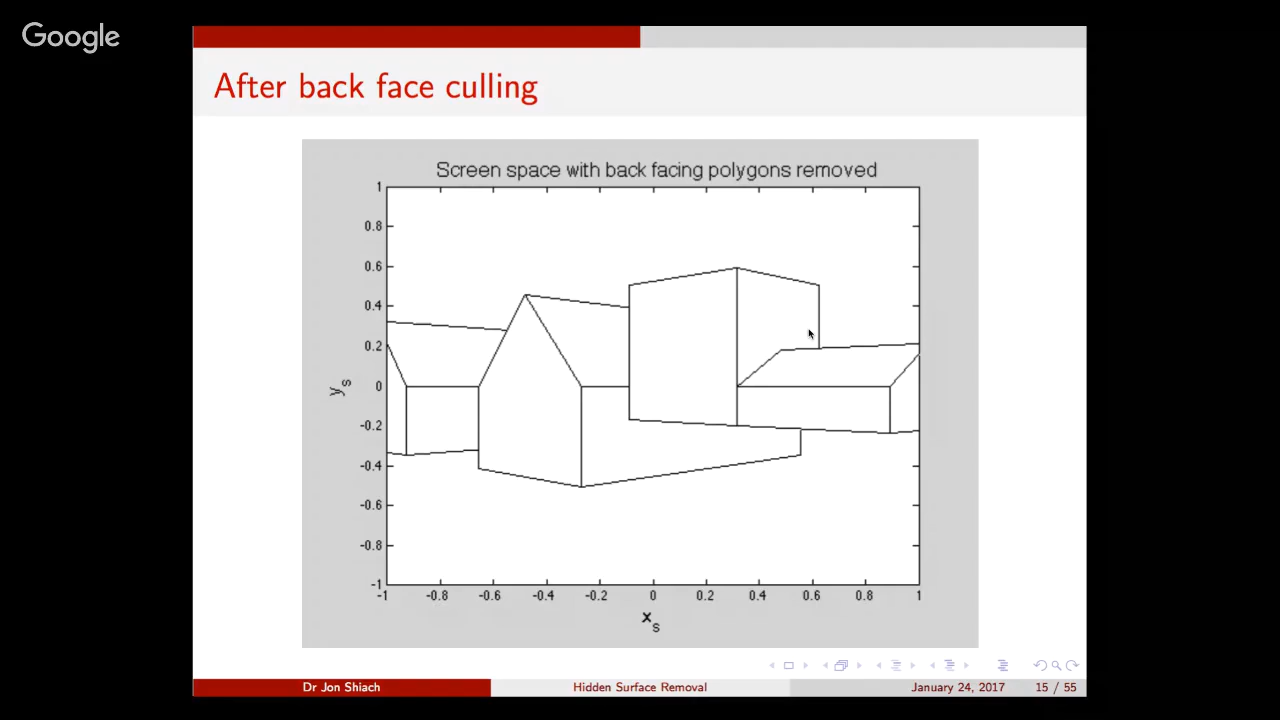 Google
After back face culling
Screen space with back facing polygons removed
1
0.8
0.6
0.4
0.2
0
-0.2
-0.4
-0.6
-0.8
-1
y_s
-1 -0.8 -0.6 -0.4 -0.2 0 0.2 0.4 0.6 0.8 1
x_s
Dr Jon Shiach Hidden Surface Removal January 24, 2017 15 / 55